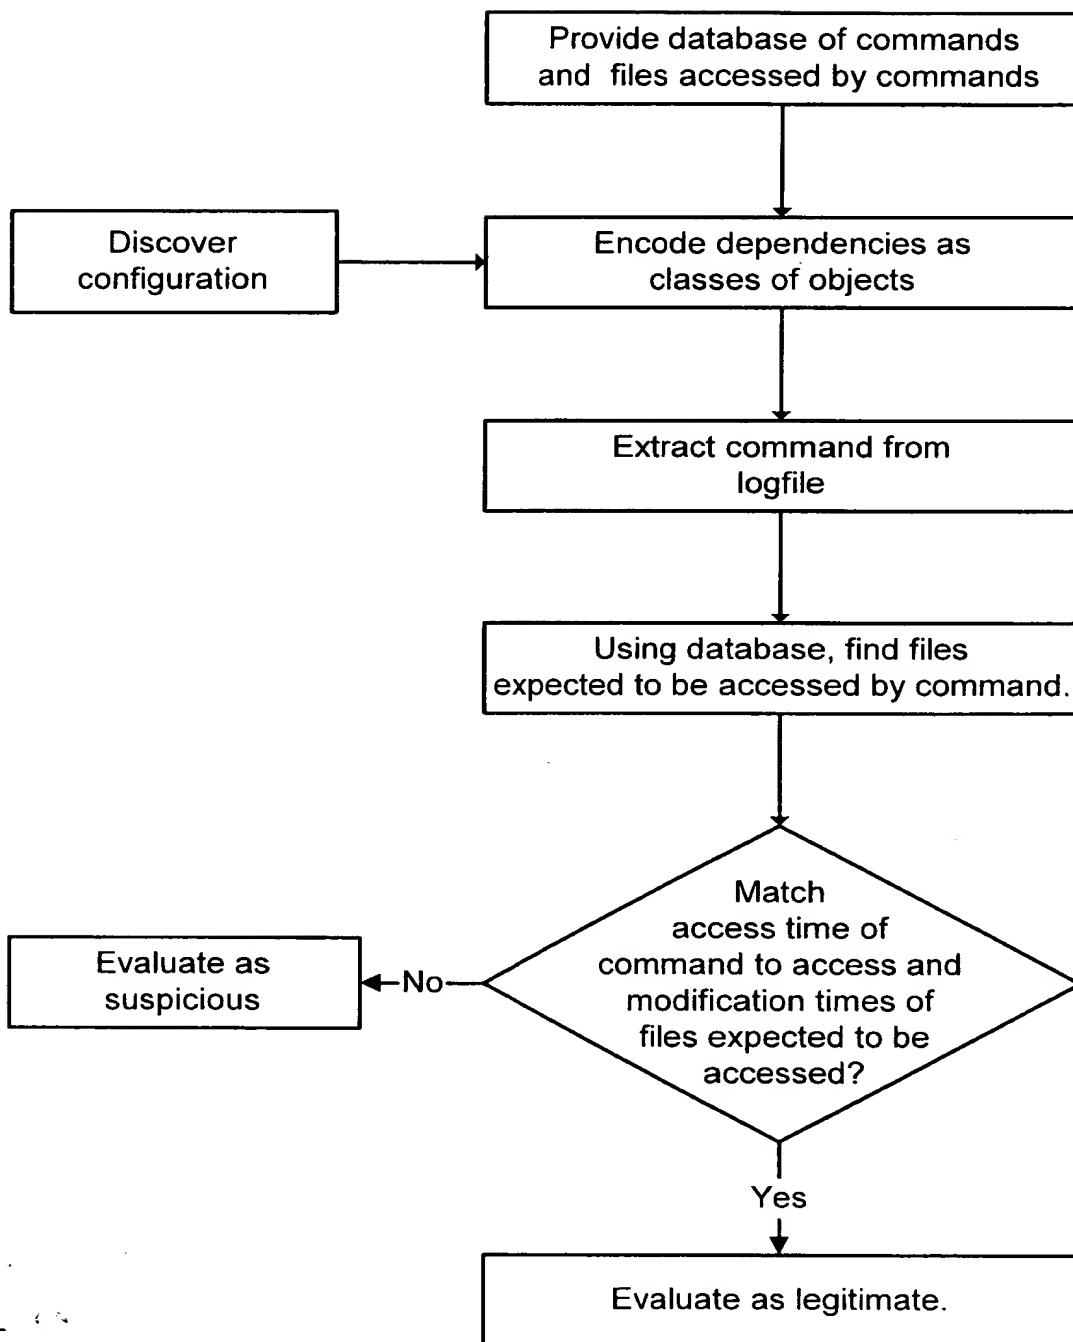 Provide database of commands
and files accessed by commands
Discover
configuration
Encode dependencies as
classes of objects
Extract command from
logfile
Using database, find files
expected to be accessed by command.
Match
access time of
command to access and
modification times of
files expected to be
accessed?
No
Evaluate as
suspicious
Yes
Evaluate as legitimate.